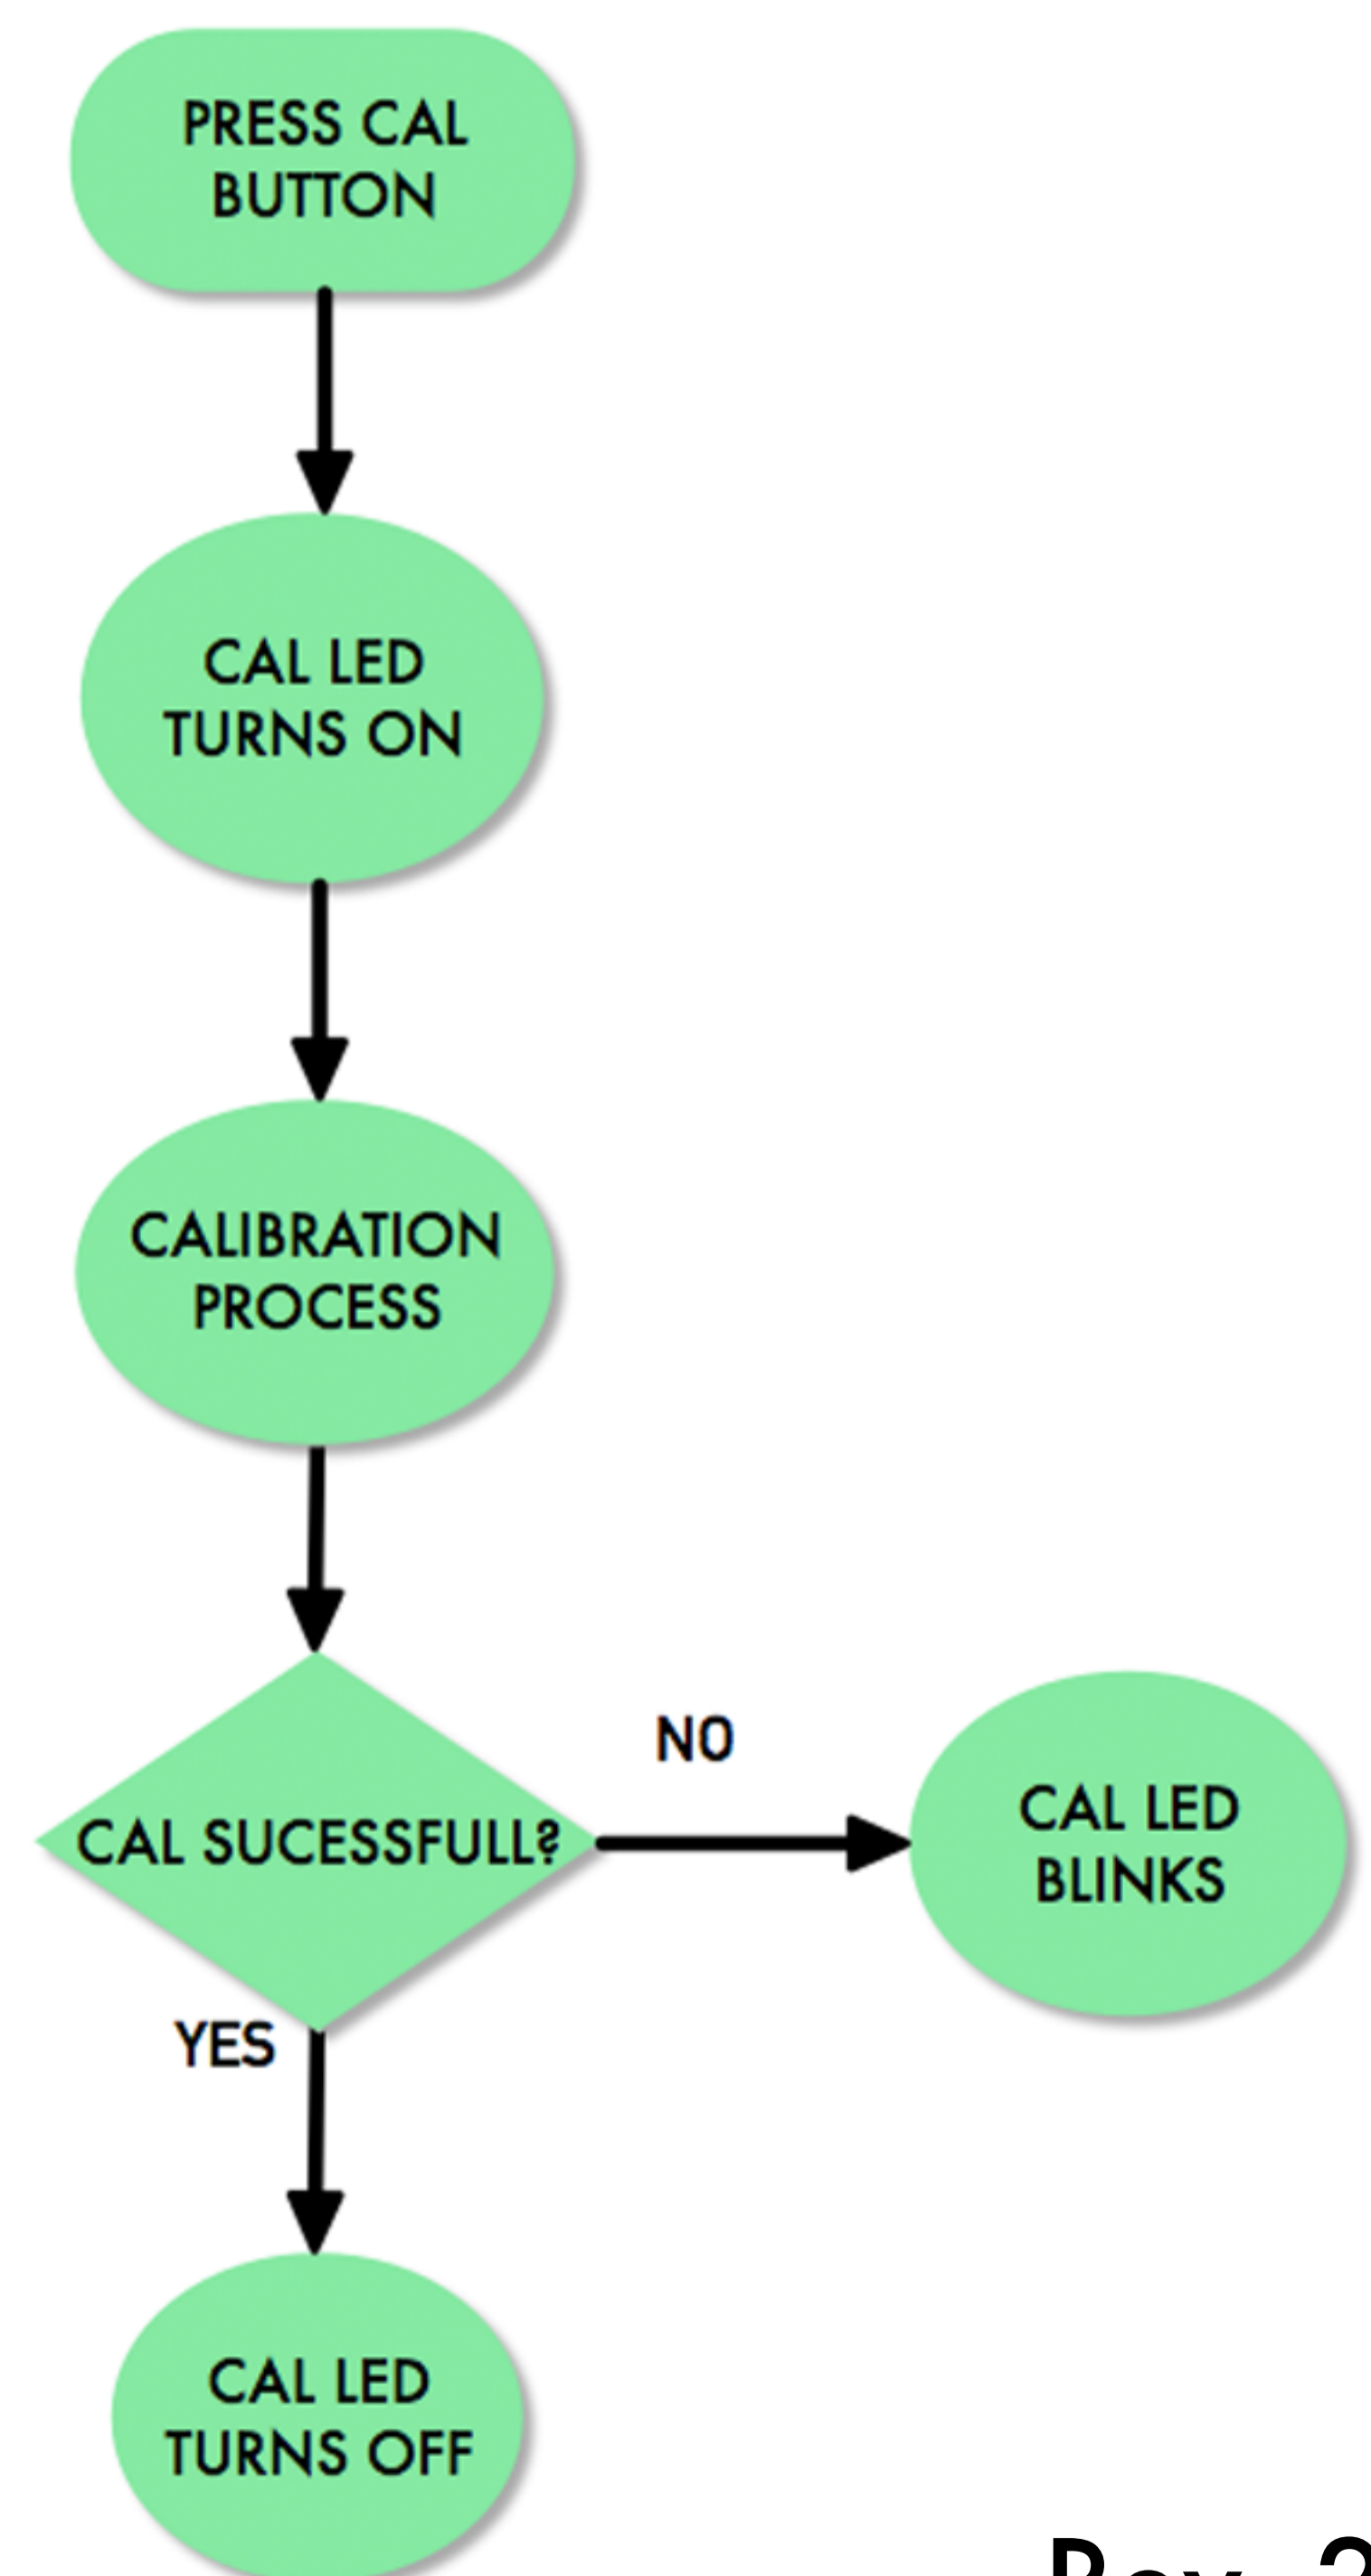 PRESS CAL
BUTTON
CAL LED
TURNS ON
CALIBRATION
PROCESS
CAL SUCESSFULL?
NO
CAL LED
BLINKS
YES
CAL LED
TURNS OFF